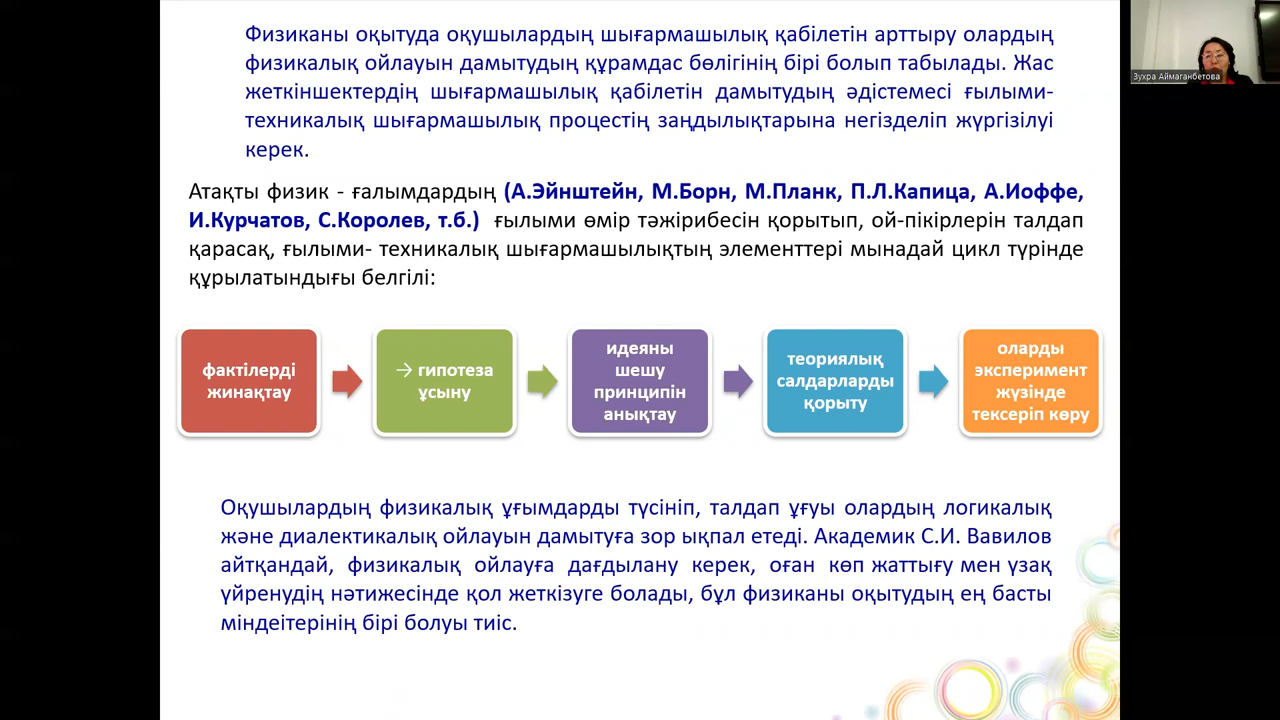 Физиканы оқытуда оқушылардың шығармашылық қабілетін арттыру олардың
физикалық ойлауын дамытудың құрамдас бөлігінің бірі болып табылады. Жас
жеткіншектердің шығармашылық қабілетін дамытудың әдістемесі ғылыми-
техникалық шығармашылық процестің заңдылықтарына негізделіп жүргізілуі
керек.
Атақты физик - ғалымдардың (А.Эйнштейн, М.Борн, М.Планк, П.Л.Капица, А.Иоффе,
И.Курчатов, С.Королев, т.б.) ғылыми өмір тәжірибесін қорытып, ой-пікірлерін талдап
қарасақ, ғылыми- техникалық шығармашылықтың элементтері мынадай цикл түрінде
құрылатындығы белгілі:
фактілерді
жинақтау
→ гипотеза
ұсыну
идеяны
шешу
принципін
анықтау
теориялық
салдарларды
қорыту
оларды
эксперимент
жүзінде
тексеріп көру
Оқушылардың физикалық ұғымдарды түсініп, талдап ұғуы олардың логикалық
және диалектикалық ойлауын дамытуға зор ықпал етеді. Академик С.И. Вавилов
айтқандай, физикалық ойлауға дағдылану керек, оған көп жаттығу мен ұзақ
үйренудің нәтижесінде қол жеткізуге болады, бұл физиканы оқытудың ең басты
міндеітерінің бірі болуы тиіс.
Зухра Аймаганбетова